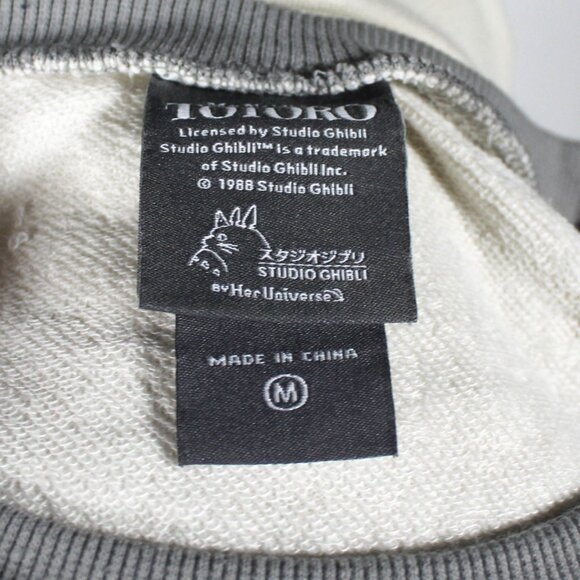 TOTORO
Licensed by Studio Ghibli
Studio Ghibli™ is a trademark
of Studio Ghibli Inc.
© 1988 Studio Ghibli
スタジオジブリ
STUDIO GHIBLI
BY Her Universe
MADE IN CHINA
M